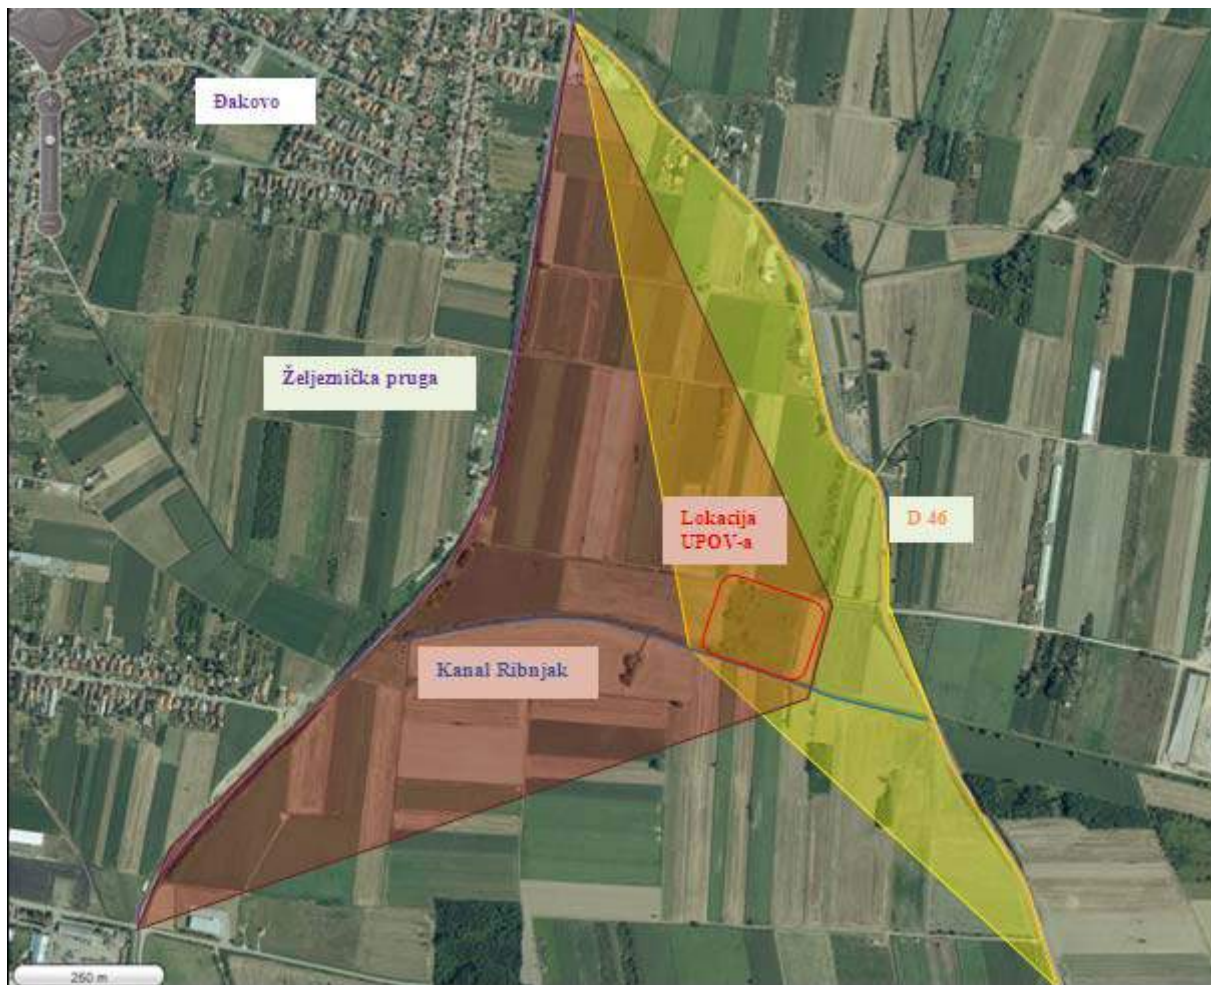 Đakovo
Željeznička pruga
Lokacija
UPOV-a
D 46
Kanal Ribnjak
250 m